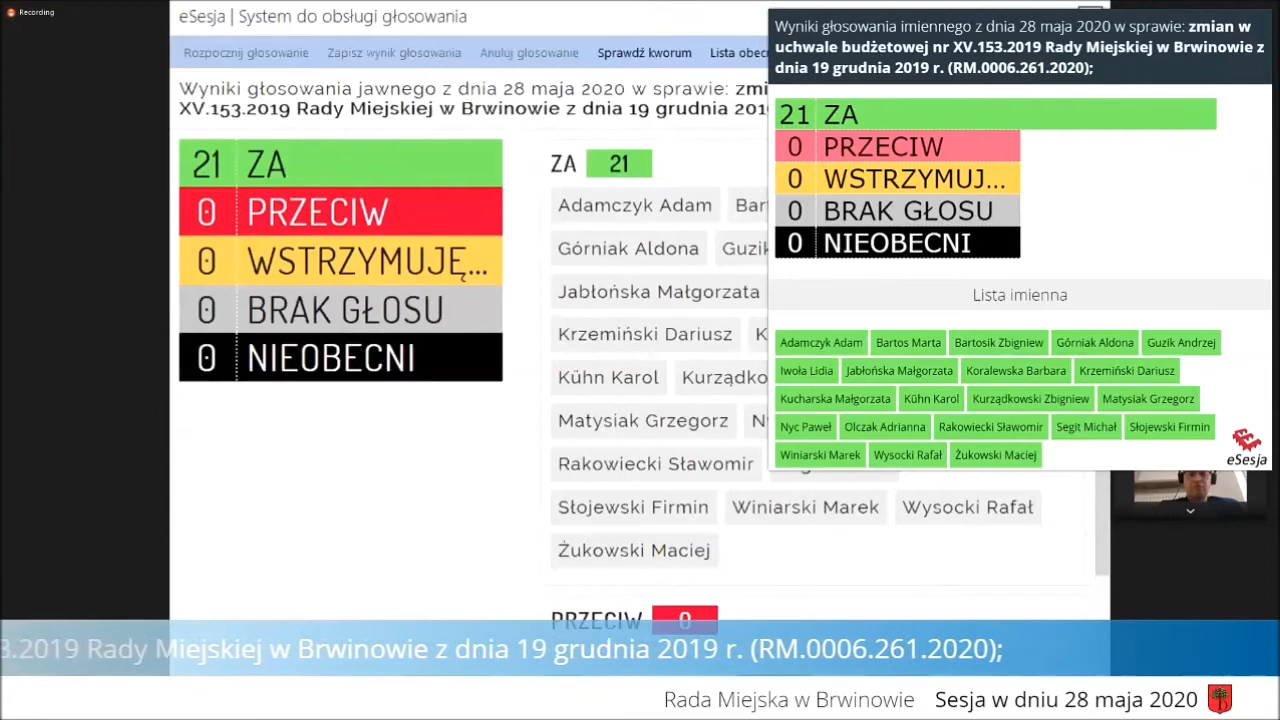 Recording
eSesja | System do obsługi głosowania
Rozpocznij głosowanie Zapisz wynik głosowania Anuluj głosowanie Sprawdź kworum Lista obec
Wyniki głosowania jawnego z dnia 28 maja 2020 w sprawie: zmi
XV.153.2019 Rady Miejskiej w Brwinowie z dnia 19 grudnia 201
21 ZA
0 PRZECIW
0 WSTRZYMUJĘ...
0 BRAK GŁOSU
0 NIEOBECNI
ZA 21
Adamczyk Adam Bar
Górniak Aldona Guzik
Jabłońska Małgorzata
Krzemiński Dariusz K
Kühn Karol Kurządko
Matysiak Grzegorz N
Rakowiecki Sławomir
Słojewski Firmin Winiarski Marek Wysocki Rafał
Żukowski Maciej
PRZECIW 0
Wyniki głosowania imiennego z dnia 28 maja 2020 w sprawie: zmian w
uchwale budżetowej nr XV.153.2019 Rady Miejskiej w Brwinowie z
dnia 19 grudnia 2019 r. (RM.0006.261.2020);
21 ZA
0 PRZECIW
0 WSTRZYMUJ...
0 BRAK GŁOSU
0 NIEOBECNI
Lista imienna
Adamczyk Adam Bartos Marta Bartosik Zbigniew Górniak Aldona Guzik Andrzej
Iwoła Lidia Jabłońska Małgorzata Koralewska Barbara Krzemiński Dariusz
Kucharska Małgorzata Kühn Karol Kurządkowski Zbigniew Matysiak Grzegorz
Nyc Paweł Olczak Adrianna Rakowiecki Sławomir Segit Michał Słojewski Firmin
Winiarski Marek Wysocki Rafał Żukowski Maciej
eSesja
3.2019 Rady Miejskiej w Brwinowie z dnia 19 grudnia 2019 r. (RM.0006.261.2020);
Rada Miejska w Brwinowie Sesja w dniu 28 maja 2020